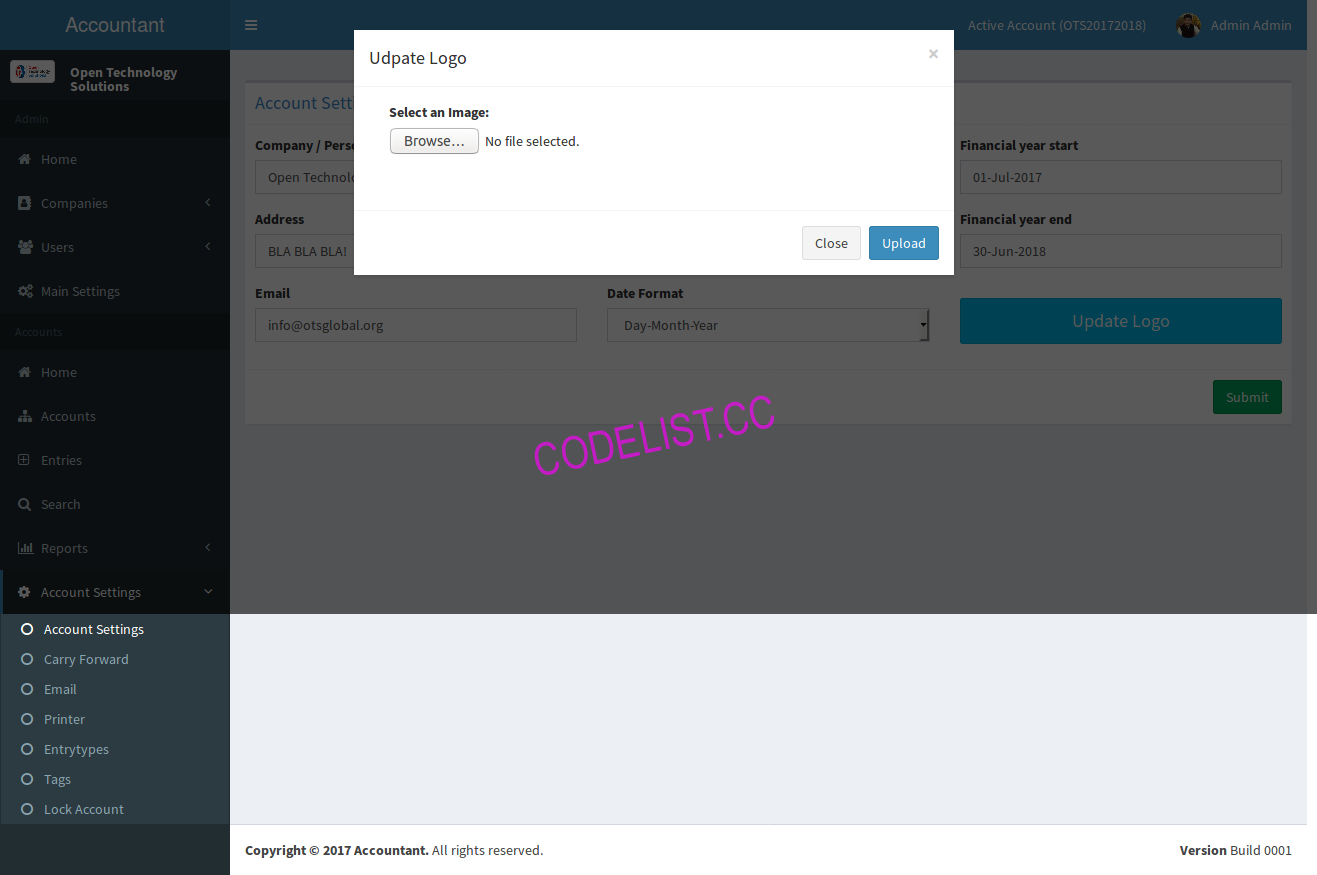 Accountant
Active Account (OTS20172018)
Admin Admin
Open Technology
Solutions
Admin
Home
Companies
Users
Main Settings
Accounts
Home
Accounts
Entries
Search
Reports
Account Settings
Account Settings
Carry Forward
Email
Printer
Entrytypes
Tags
Lock Account
Udpate Logo
×
Select an Image:
Browse... No file selected.
Close
Upload
Account Sett
Company / Perso
Open Technolo
Financial year start
01-Jul-2017
Address
BLA BLA BLA!
Financial year end
30-Jun-2018
Email
info@otsglobal.org
Date Format
Day-Month-Year
Update Logo
Submit
CODELIST.CC
Copyright © 2017 Accountant. All rights reserved.
Version Build 0001